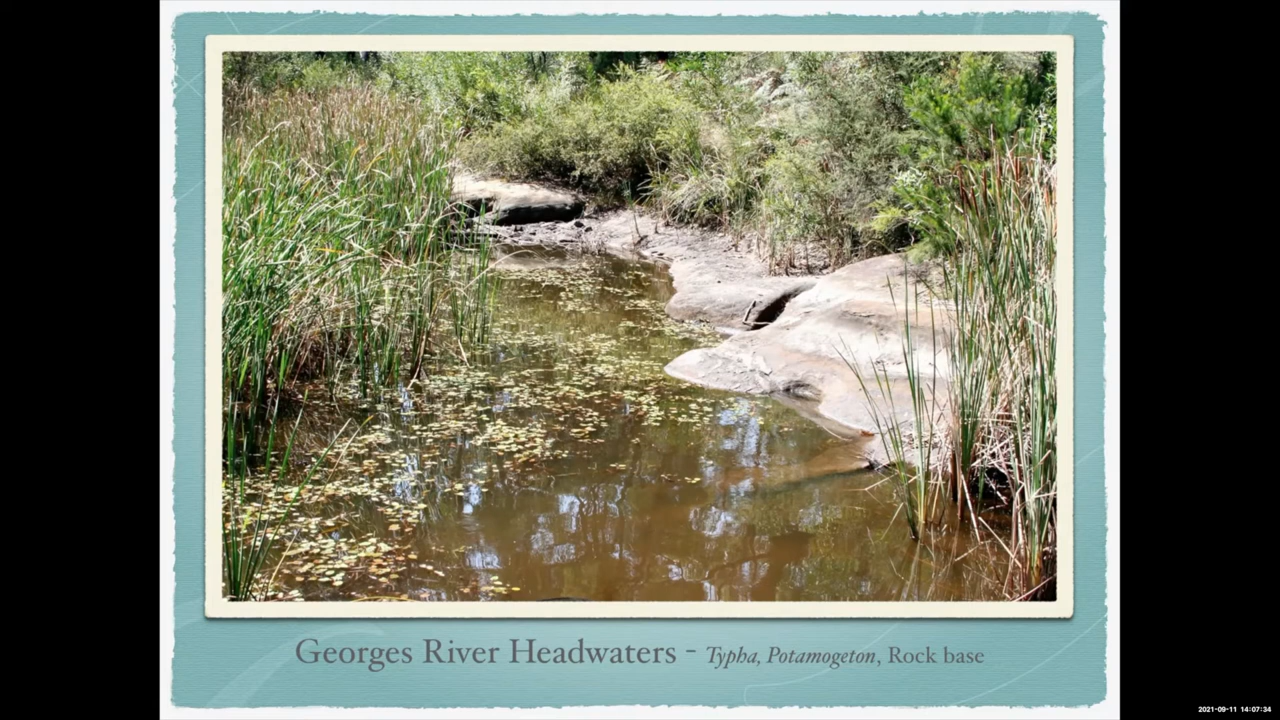 Georges River Headwaters - Typha, Potamogeton, Rock base
2021-09-11 14:07:34